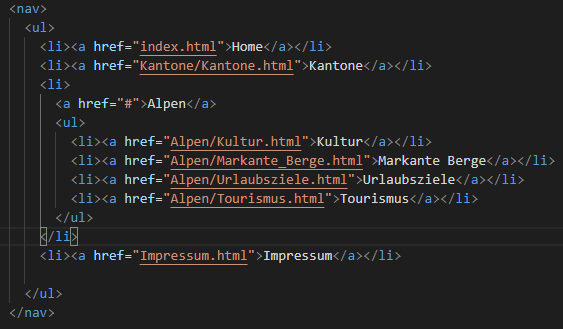 <nav>
<ul>
<li><a href="index.html">Home</a></li>
<li><a href="Kantone/Kantone.html">Kantone</a></li>
<li>
<a href="#">Alpen</a>
<ul>
<li><a href="Alpen/Kultur.html">Kultur</a></li>
<li><a href="Alpen/Markante_Berge.html">Markante Berge</a></li>
<li><a href="Alpen/Urlaubsziele.html">Urlaubsziele</a></li>
<li><a href="Alpen/Tourismus.html">Tourismus</a></li>
</ul>
</li>
<li><a href="Impressum.html">Impressum</a></li>
</ul>
</nav>